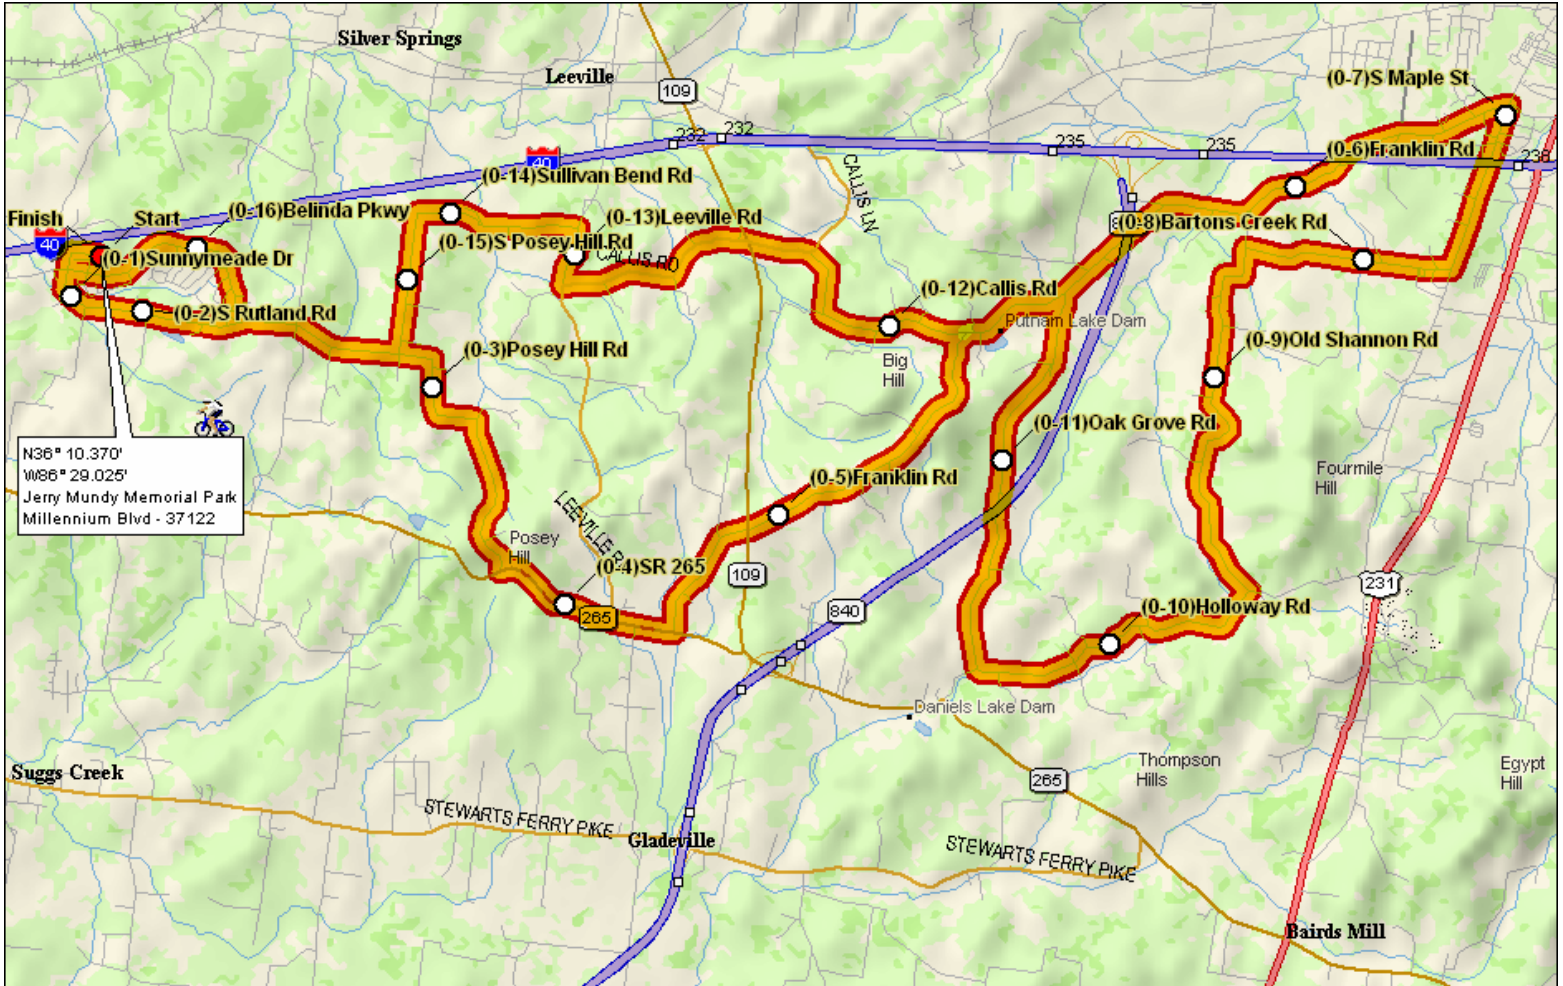 Silver Springs
Leeville
109
(0-7)S Maple St
232
232
40
235
235
(0-6)Franklin Rd
238
CALLIS LN
(0-14)Sullivan Bend Rd
Finish
Start
(0-16)Belinda Pkwy
(0-13)Leeville Rd
(0-8)Bartons Creek Rd
40
(0-15)S Posey Hill Rd
(0-1)Sunnymeade Dr
CALLIS RD
(0-12)Callis Rd
(0-2)S Rutland Rd
Putnam Lake Dam
(0-9)Old Shannon Rd
(0-3)Posey Hill Rd
Big
Hill
(0-11)Oak Grove Rd
N36° 10.370'
W86° 29.025'
Jerry Mundy Memorial Park
Millennium Blvd - 37122
Fourmile
Hill
(0-5)Franklin Rd
LEEVILLE
Posey
Hill
(0-4)SR 265
109
231
265
840
(0-10)Holloway Rd
Daniels Lake Dam
Thompson
Hills
Egypt
Hill
265
Suggs Creek
STEWARTS FERRY PIKE
Gladeville
STEWARTS FERRY PIKE
Bairds Mill